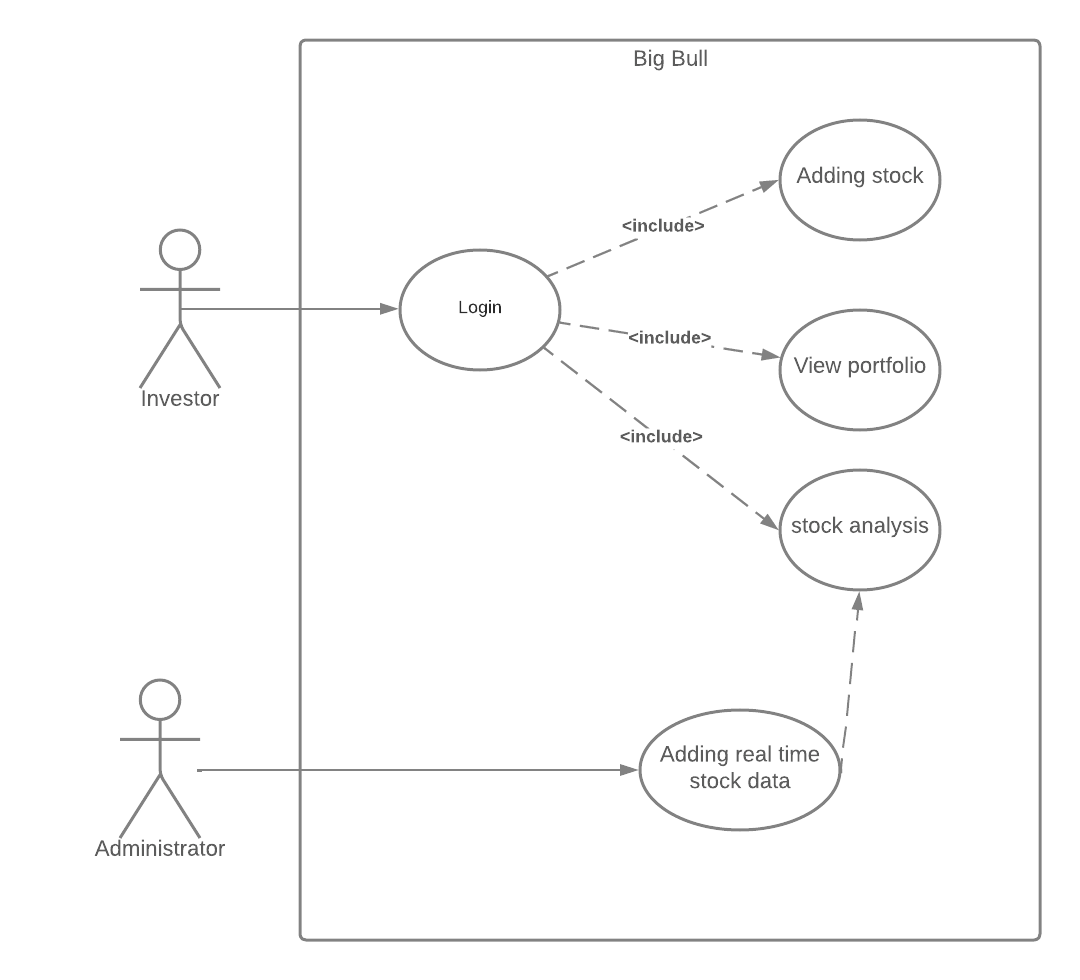 Big Bull
Adding stock
<include>
Login
<include>
View portfolio
Investor
<include>
stock analysis
Adding real time
stock data
Administrator